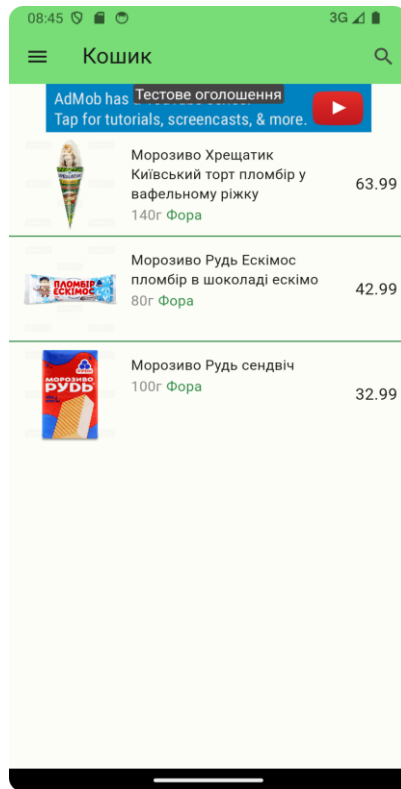 08:45 3G
Кошик
AdMob has
Тестове оголошення
Tap for tutorials, screencasts, & more.
Морозиво Хрещатик
Київський торт пломбір у
вафельному ріжку
63.99
140г Фора
Морозиво Рудь Ескімос
пломбір в шоколаді ескімо
42.99
80г Фора
ПЛОМБІР
ЕСКІМОС
Морозиво Рудь сендвіч
100г Фора
32.99
МОРОЗИВО
РУДЬ